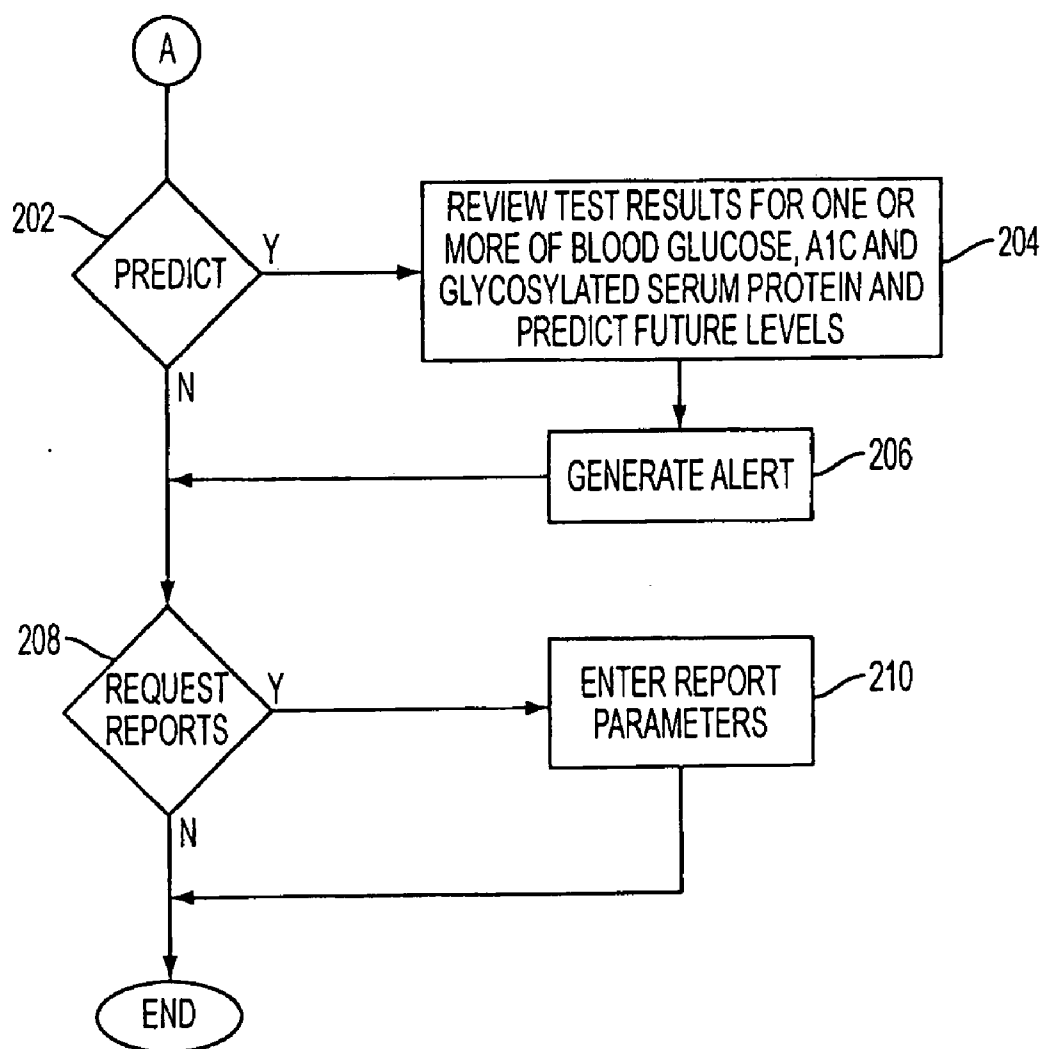 A
202
PREDICT
Y
N
REVIEW TEST RESULTS FOR ONE OR
MORE OF BLOOD GLUCOSE, A1C AND
GLYCOSYLATED SERUM PROTEIN AND
PREDICT FUTURE LEVELS
204
GENERATE ALERT
206
208
REQUEST
REPORTS
Y
N
ENTER REPORT
PARAMETERS
210
END